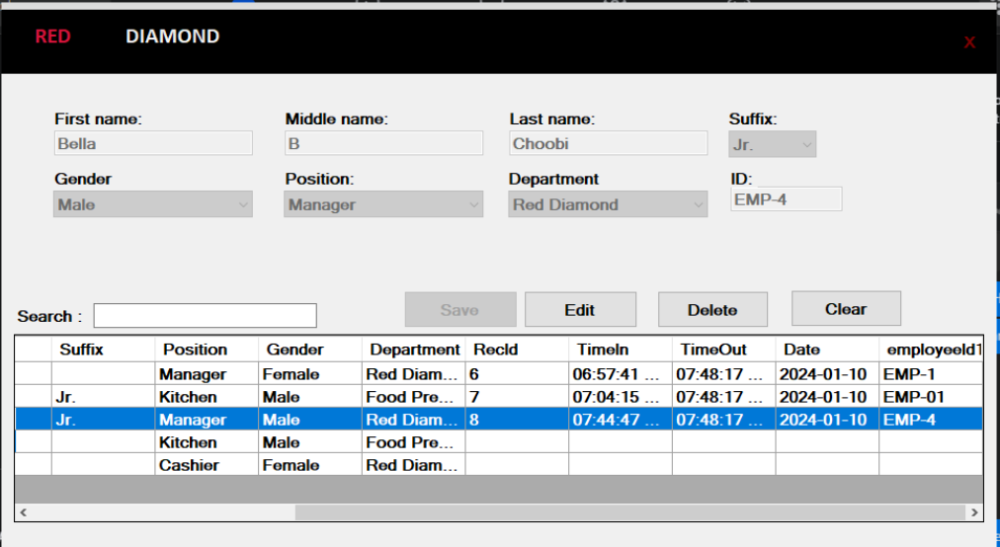 RED DIAMOND x
First name: Middle name: Last name: Suffix:
Bella B Choobi Jr.
Gender Position: Department ID:
Male Manager Red Diamond EMP-4
Search : Save Edit Delete Clear
Suffix Position Gender Department RecId TimeIn TimeOut Date employeeId1
Manager Female Red Diam... 6 06:57:41 ... 07:48:17 ... 2024-01-10 EMP-1
Jr. Kitchen Male Food Pre... 7 07:04:15 ... 07:48:17 ... 2024-01-10 EMP-01
Jr. Manager Male Red Diam... 8 07:44:47 ... 07:48:17 ... 2024-01-10 EMP-4
Kitchen Male Food Pre...
Cashier Female Red Diam...